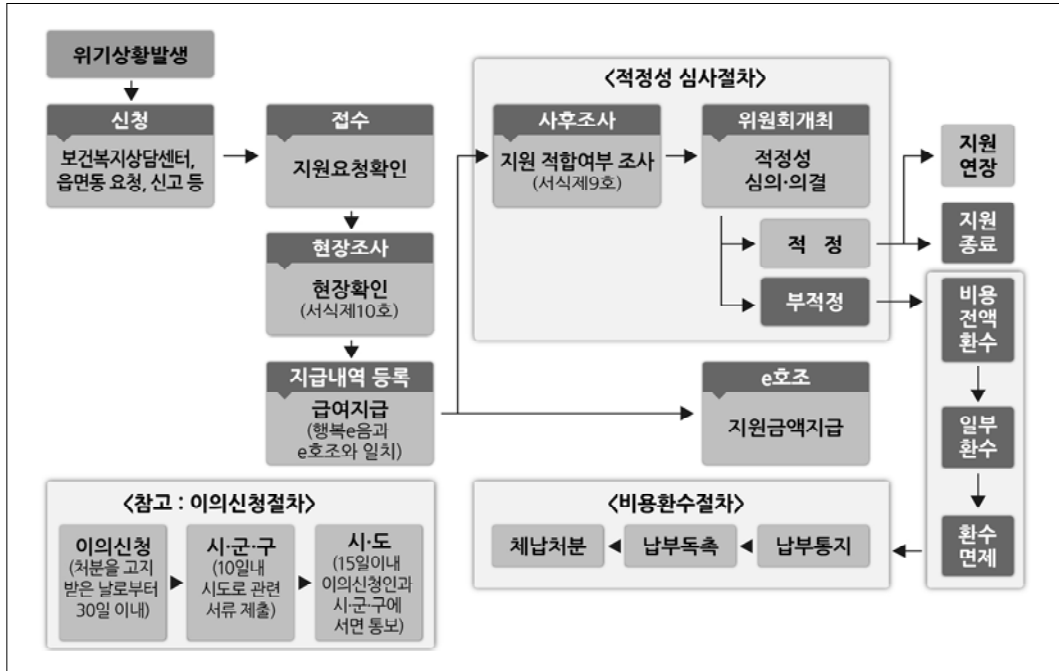 위기상황발생
신청
보건복지상담센터,
읍면동 요청, 신고 등
접수
지원요청확인
현장조사
현장확인
(서식제10호)
지급내역 등록
급여지급
(행복e음과
e호조와 일치)
<적정성 심사절차>
사후조사
지원 적합여부 조사
(서식제9호)
위원회개최
적정성
심의·의결
적 정
부적정
지원
연장
지원
종료
비용
전액
환수
일부
환수
환수
면제
e호조
지원금액지급
<비용환수절차>
체납처분
납부독촉
납부통지
<참고 : 이의신청절차>
이의신청
(처분을 고지
받은 날로부터
30일 이내)
시·군·구
(10일내
시도로 관련
서류 제출)
시·도
(15일이내
이의신청인과
시·군·구에
서면 통보)